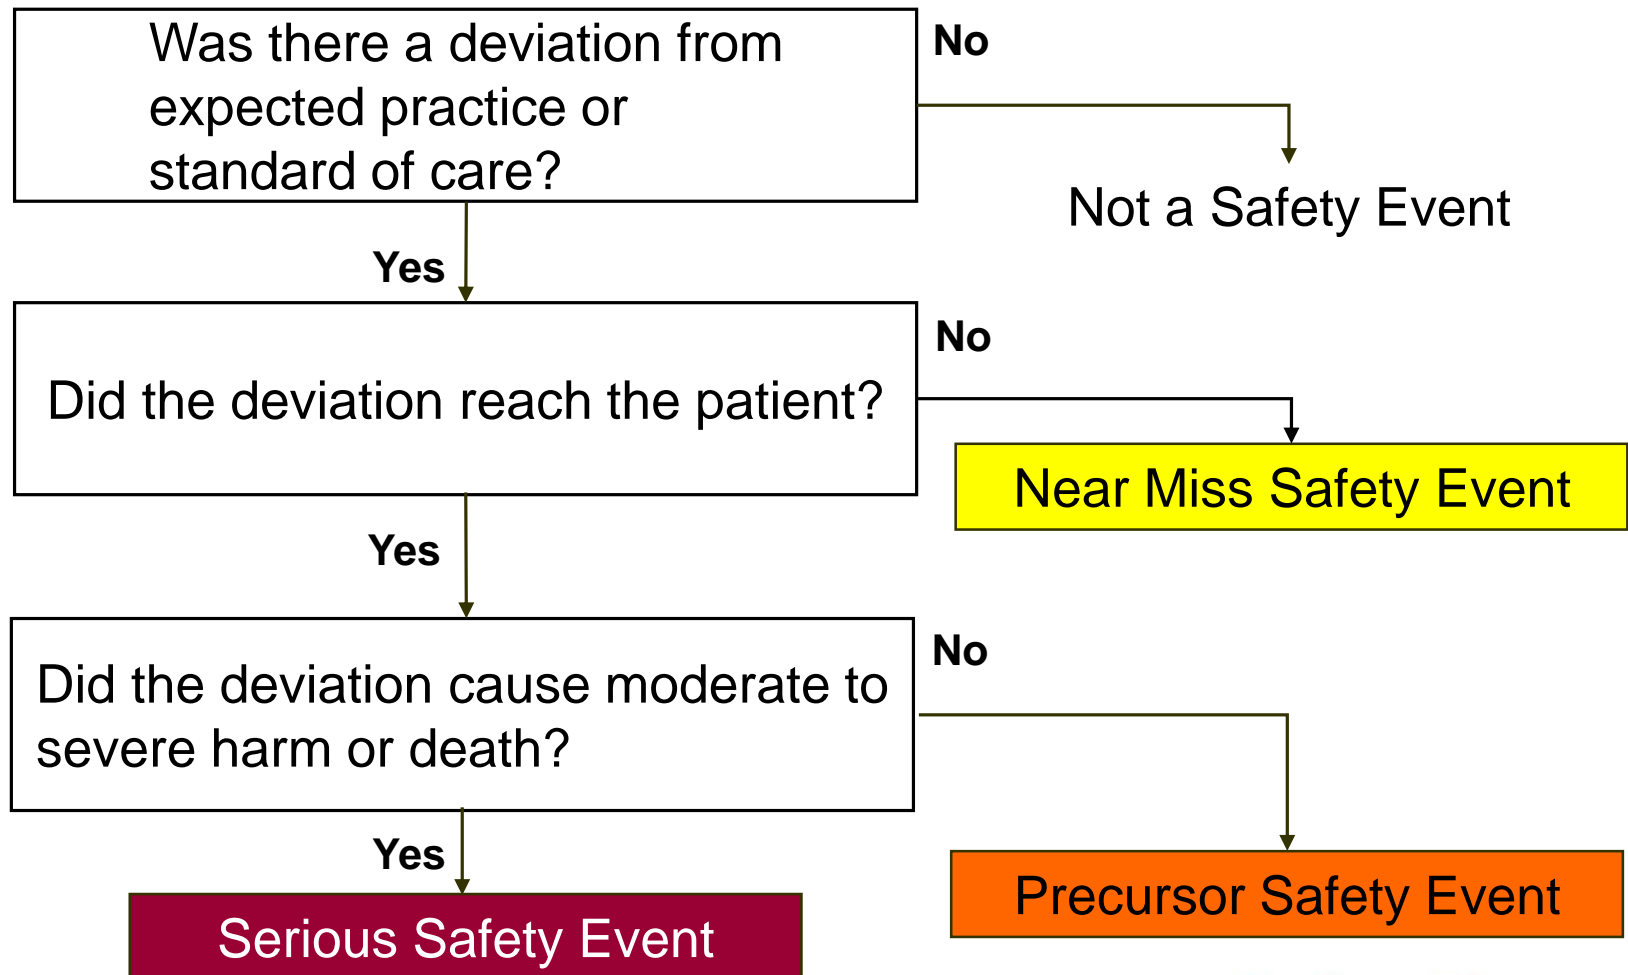 Was there a deviation from
expected practice or
standard of care?
No
Not a Safety Event
Yes
Did the deviation reach the patient?
No
Near Miss Safety Event
Yes
Did the deviation cause moderate to
severe harm or death?
No
Precursor Safety Event
Yes
Serious Safety Event